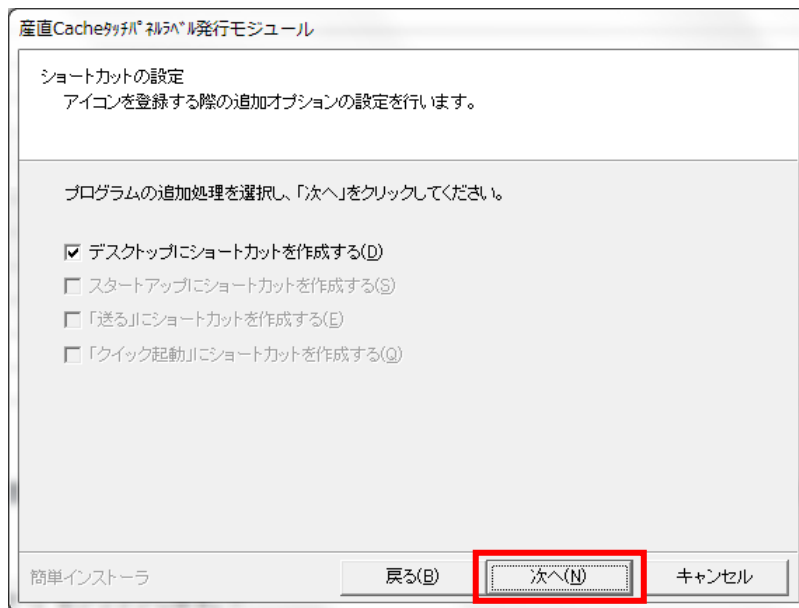 産直Cacheﾀｯﾁﾊﾟﾈﾙﾗﾍﾞﾙ発行モジュール
ショートカットの設定
アイコンを登録する際の追加オプションの設定を行います。
プログラムの追加処理を選択し、「次へ」をクリックしてください。
デスクトップにショートカットを作成する(D)
スタートアップにショートカットを作成する(S)
「送る」にショートカットを作成する(E)
「クイック起動」にショートカットを作成する(Q)
簡単インストーラ 戻る(B) 次へ(N) キャンセル